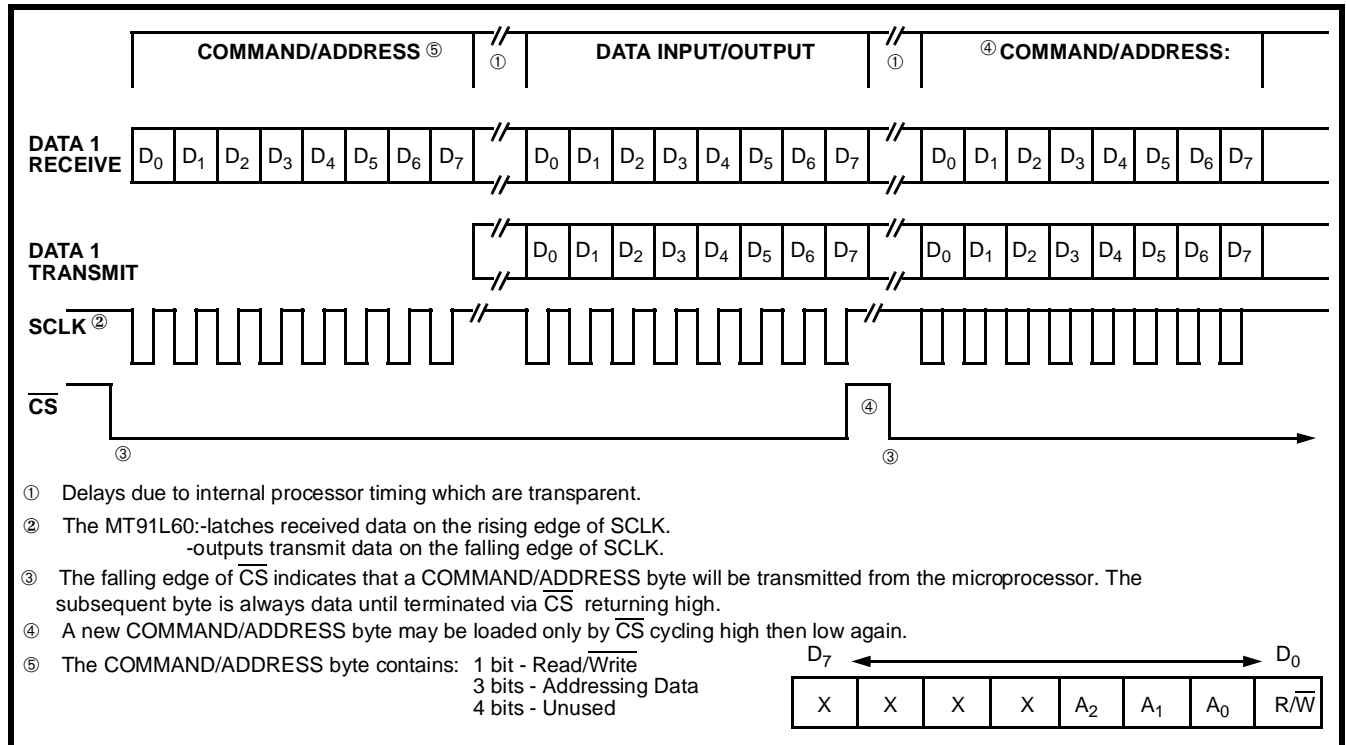 COMMAND/ADDRESS ⑤ ① DATA INPUT/OUTPUT ① ④ COMMAND/ADDRESS:
DATA 1
RECEIVE D0 D1 D2 D3 D4 D5 D6 D7 D0 D1 D2 D3 D4 D5 D6 D7 D0 D1 D2 D3 D4 D5 D6 D7
DATA 1
TRANSMIT D0 D1 D2 D3 D4 D5 D6 D7 D0 D1 D2 D3 D4 D5 D6 D7
SCLK ②
C̅S̅ ④
③ ③
① Delays due to internal processor timing which are transparent.
② The MT91L60:-latches received data on the rising edge of SCLK.
-outputs transmit data on the falling edge of SCLK.
③ The falling edge of C̅S̅ indicates that a COMMAND/ADDRESS byte will be transmitted from the microprocessor. The
subsequent byte is always data until terminated via C̅S̅ returning high.
④ A new COMMAND/ADDRESS byte may be loaded only by C̅S̅ cycling high then low again.
⑤ The COMMAND/ADDRESS byte contains: 1 bit - Read/W̅r̅i̅t̅e̅
3 bits - Addressing Data
4 bits - Unused
D7 D0
X X X X A2 A1 A0 R/W̅